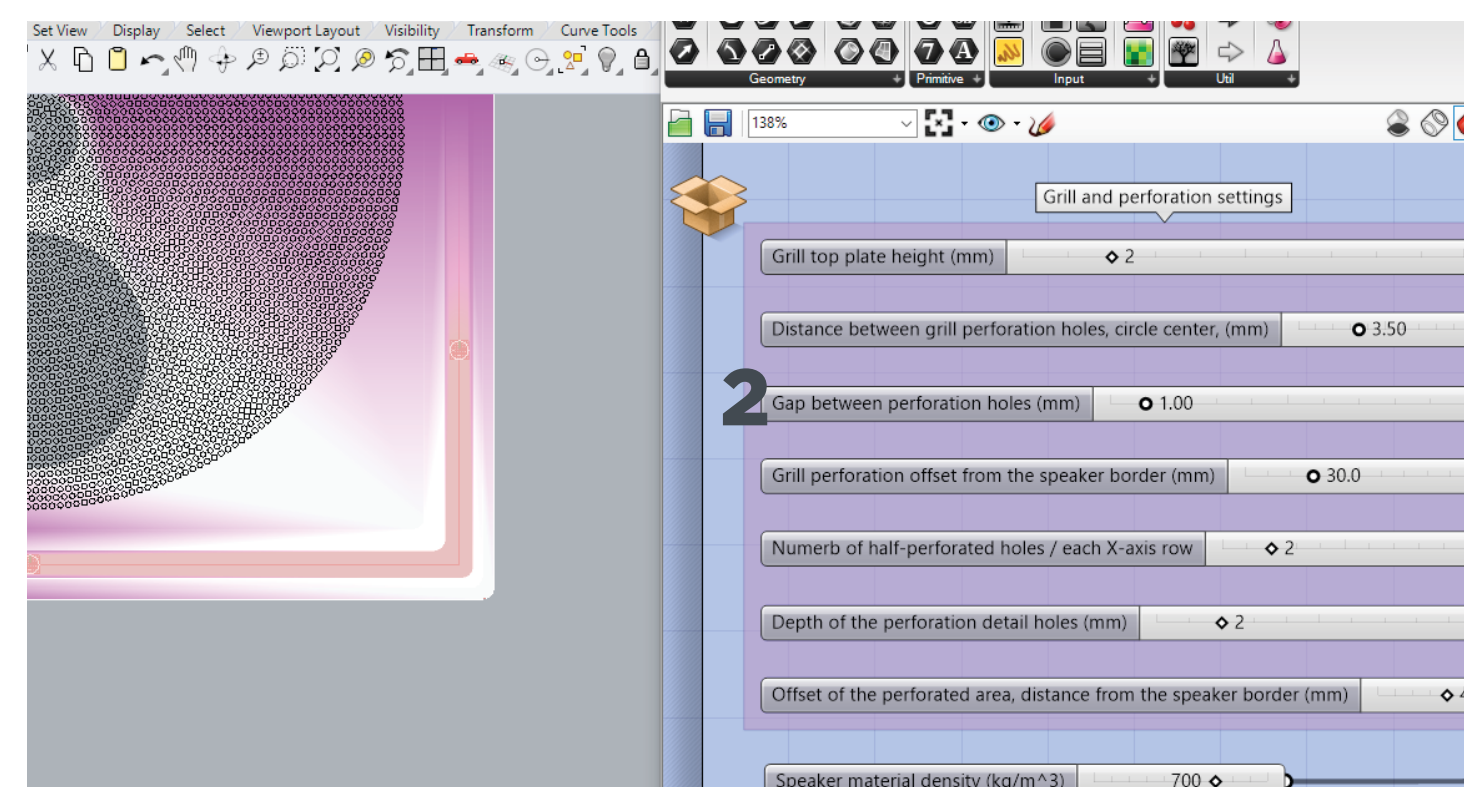 Set View Display Select Viewport Layout Visibility Transform Curve Tools
Geometry Primitive Input Util
138%
Grill and perforation settings
Grill top plate height (mm) 2
Distance between grill perforation holes, circle center, (mm) 3.50
2
Gap between perforation holes (mm) 1.00
Grill perforation offset from the speaker border (mm) 30.0
Numerb of half-perforated holes / each X-axis row 2
Depth of the perforation detail holes (mm) 2
Offset of the perforated area, distance from the speaker border (mm)
Speaker material density (kg/m^3) 700